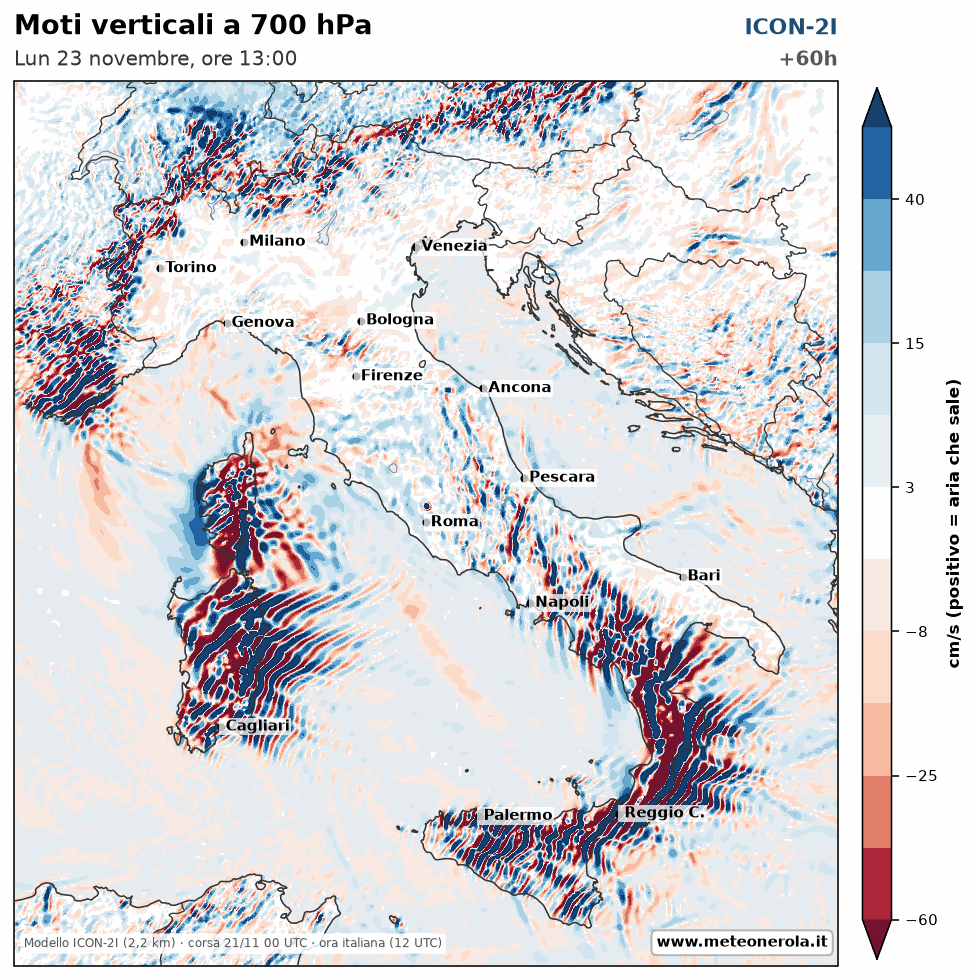 Moti verticali a 700 hPa
ICON-2I
Lun 23 novembre, ore 13:00
+60h
Milano
Venezia
Torino
Genova
Bologna
Firenze
Ancona
Pescara
Roma
Bari
Napoli
Cagliari
Palermo
Reggio C.
40
15
3
−8
−25
−60
cm/s (positivo = aria che sale)
Modello ICON-2I (2,2 km) · corsa 21/11 00 UTC · ora italiana (12 UTC)
www.meteonerola.it